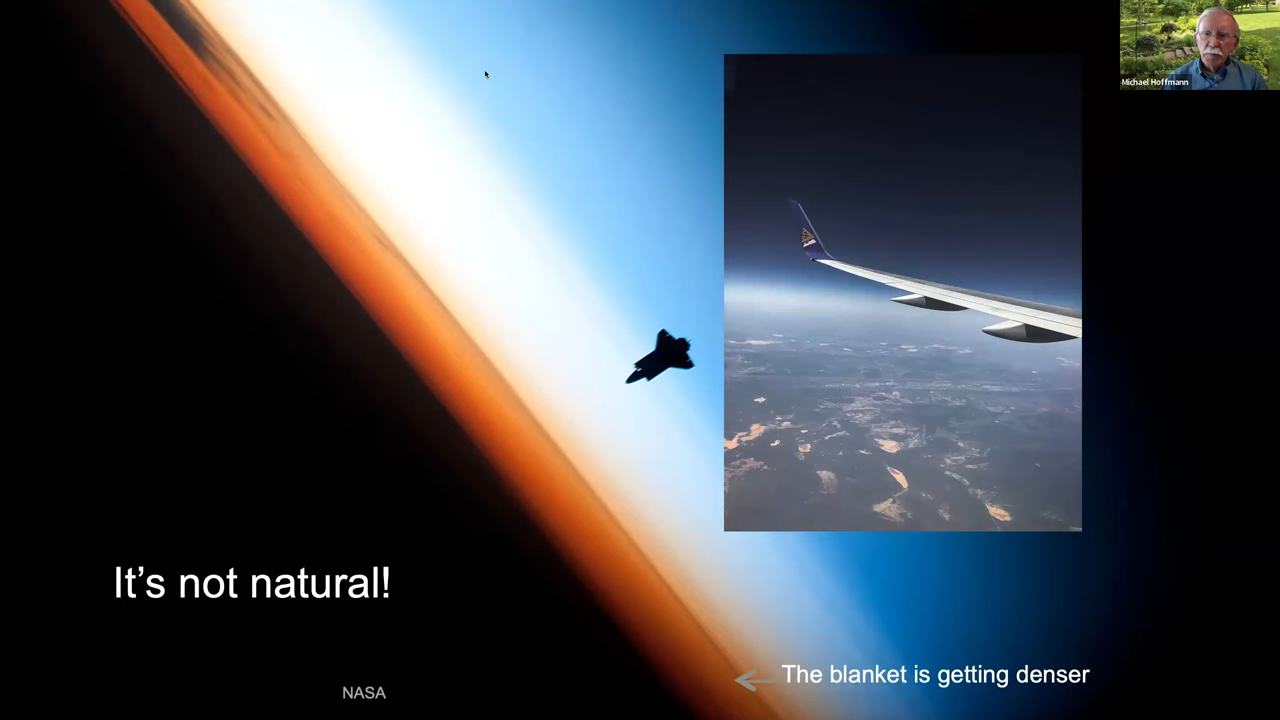 Michael Hoffmann
It's not natural!
The blanket is getting denser
NASA